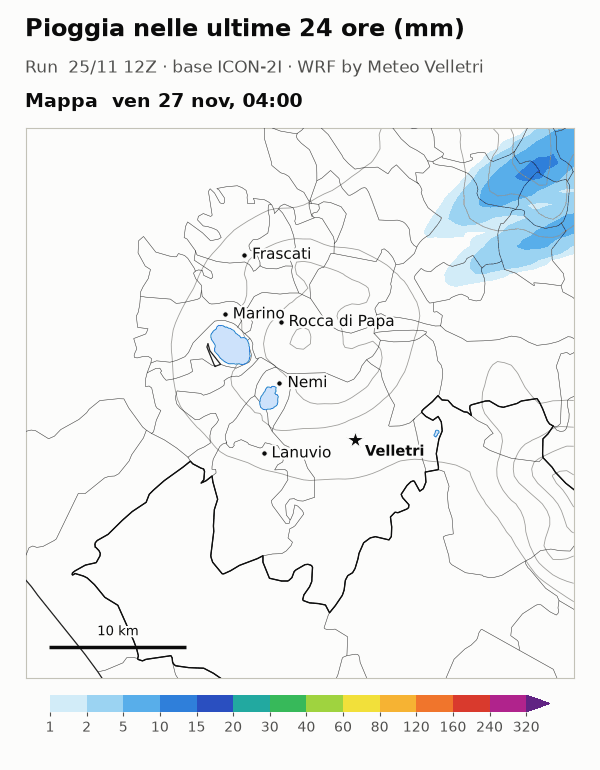 Pioggia nelle ultime 24 ore (mm)
Run  25/11 12Z · base ICON-2I · WRF by Meteo Velletri
Mappa  ven 27 nov, 04:00
Frascati
Marino
Rocca di Papa
Nemi
Velletri
Lanuvio
10 km
1 2 5 10 15 20 30 40 60 80 120 160 240 320